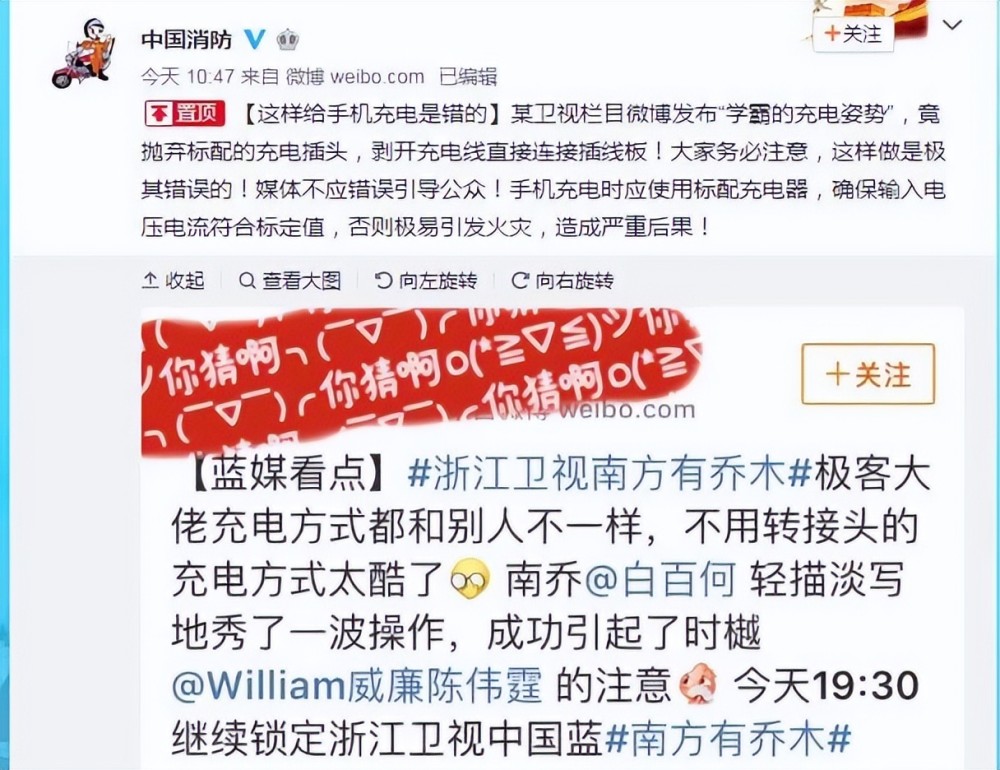 中国消防
+关注
今天 10:47 来自 微博 weibo.com 已编辑
置顶 【这样给手机充电是错的】某卫视栏目微博发布“学霸的充电姿势”，竟
抛弃标配的充电插头，剥开充电线直接连接插线板！大家务必注意，这样做是极
其错误的！媒体不应错误引导公众！手机充电时应使用标配充电器，确保输入电
压电流符合标定值，否则极易引发火灾，造成严重后果！
收起 查看大图 向左旋转 向右旋转
你猜啊
你猜啊o(*≧▽≦)ツ你
你猜啊o(*≧▽
weibo.com
+关注
【蓝媒看点】#浙江卫视南方有乔木#极客大
佬充电方式都和别人不一样，不用转接头的
充电方式太酷了 南乔@白百何 轻描淡写
地秀了一波操作，成功引起了时樾
@William威廉陈伟霆 的注意 今天19:30
继续锁定浙江卫视中国蓝#南方有乔木#